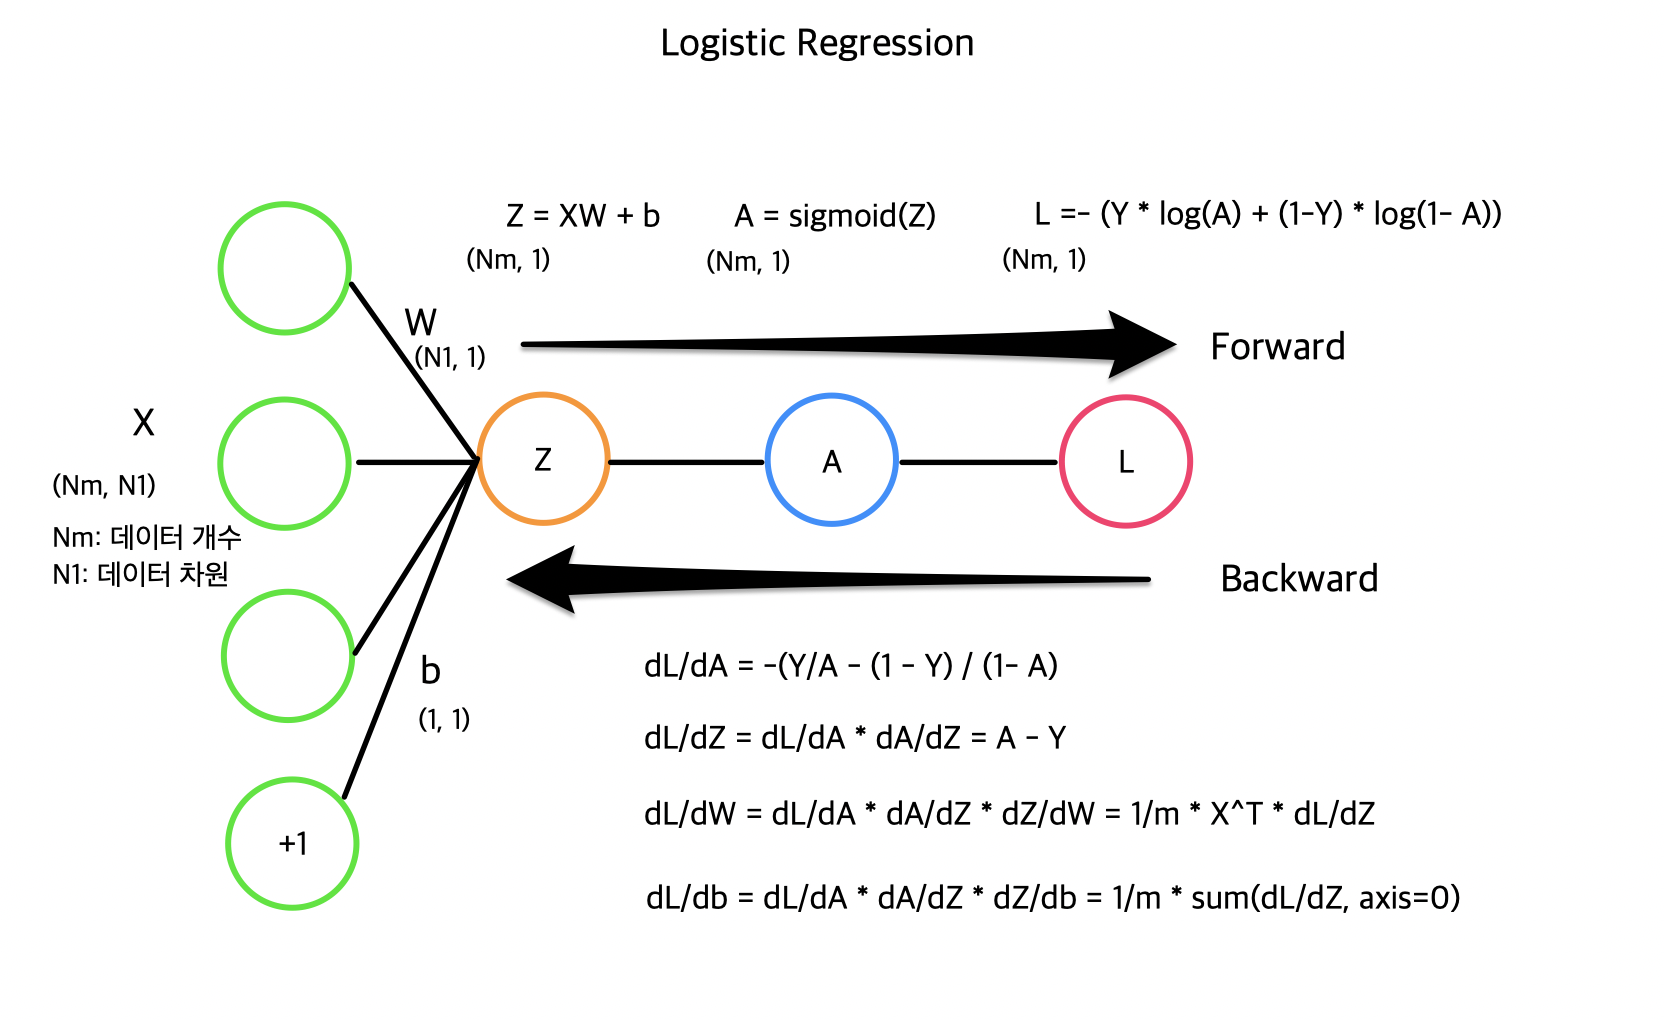 Logistic Regression
Z = XW + b
A = sigmoid(Z)
L =- (Y * log(A) + (1-Y) * log(1- A))
(Nm, 1)
(Nm, 1)
(Nm, 1)
W
(N1, 1)
Forward
X
(Nm, N1)
Nm: 데이터 개수
N1: 데이터 차원
Z
A
L
Backward
b
(1, 1)
+1
dL/dA = -(Y/A - (1 - Y) / (1- A)
dL/dZ = dL/dA * dA/dZ = A - Y
dL/dW = dL/dA * dA/dZ * dZ/dW = 1/m * X^T * dL/dZ
dL/db = dL/dA * dA/dZ * dZ/db = 1/m * sum(dL/dZ, axis=0)